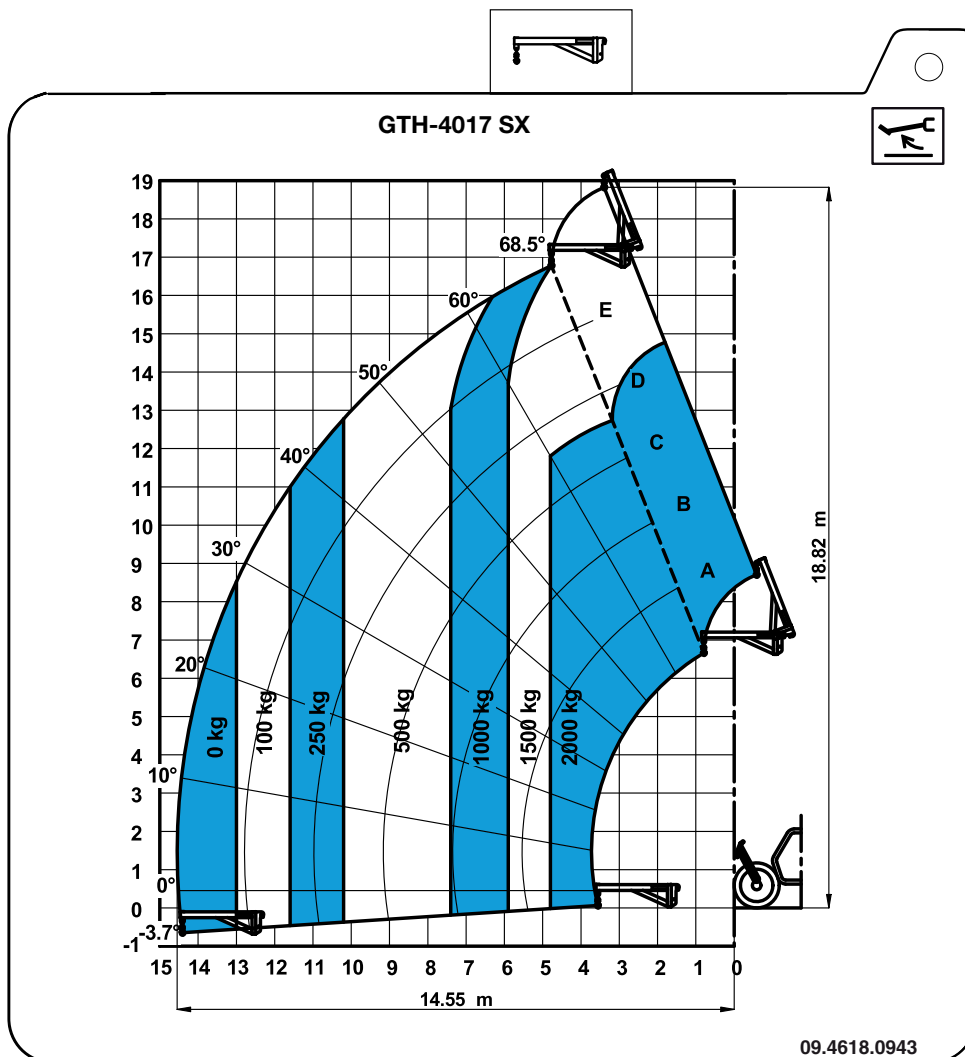 GTH-4017 SX
19
18
17
16
15
14
13
12
11
10
9
8
7
6
5
4
3
2
1
0
-1
68.5°
60°
50°
40°
30°
20°
10°
0°
-3.7°
E
D
C
B
A
0 kg
100 kg
250 kg
500 kg
1000 kg
1500 kg
2000 kg
18.82 m
15 14 13 12 11 10 9 8 7 6 5 4 3 2 1 0
14.55 m
09.4618.0943